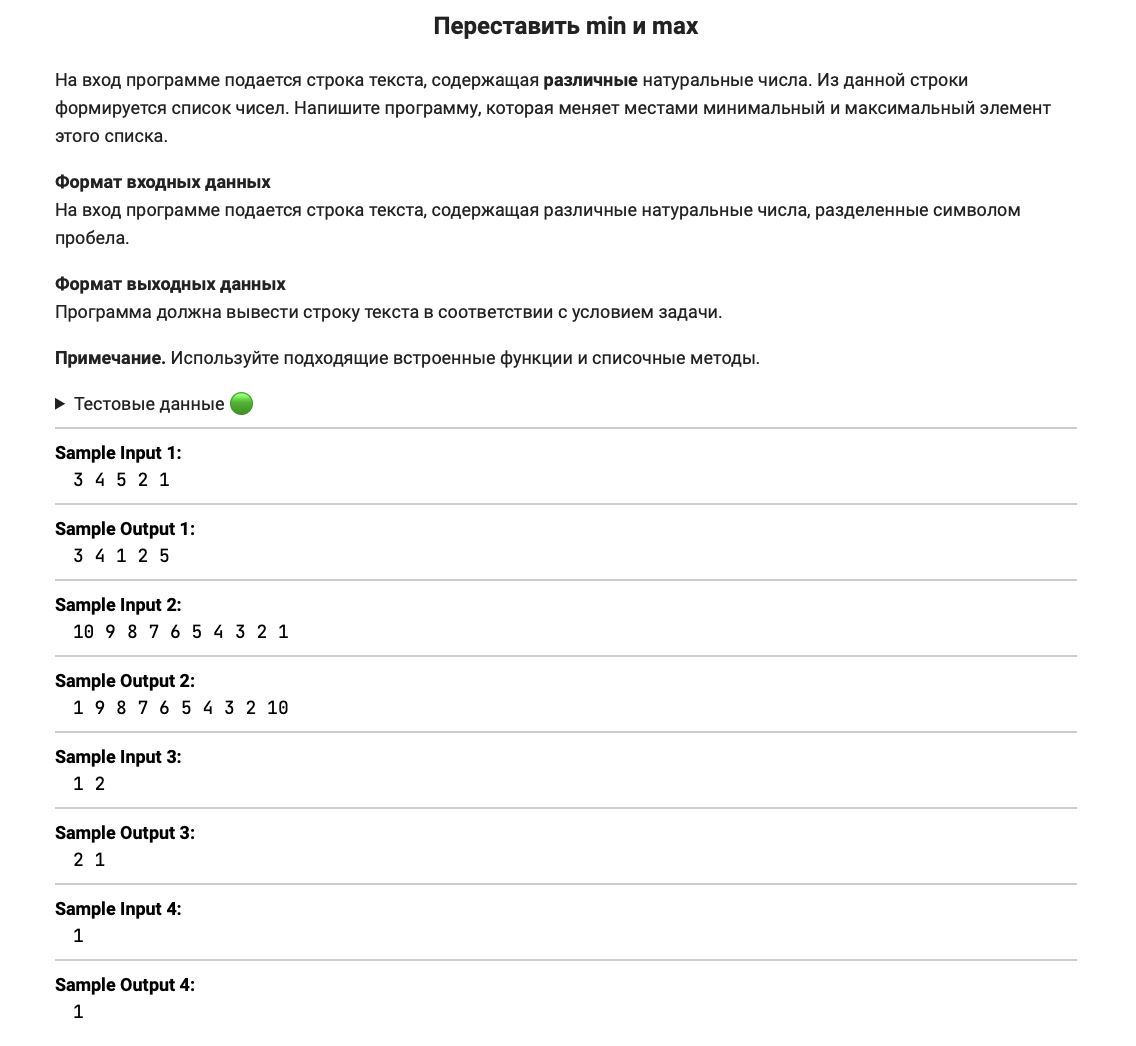 Переставить min и max
На вход программе подается строка текста, содержащая различные натуральные числа. Из данной строки
формируется список чисел. Напишите программу, которая меняет местами минимальный и максимальный элемент
этого списка.
Формат входных данных
На вход программе подается строка текста, содержащая различные натуральные числа, разделенные символом
пробела.
Формат выходных данных
Программа должна вывести строку текста в соответствии с условием задачи.
Примечание. Используйте подходящие встроенные функции и списочные методы.
Тестовые данные
Sample Input 1:
3 4 5 2 1
Sample Output 1:
3 4 1 2 5
Sample Input 2:
10 9 8 7 6 5 4 3 2 1
Sample Output 2:
1 9 8 7 6 5 4 3 2 10
Sample Input 3:
1 2
Sample Output 3:
2 1
Sample Input 4:
1
Sample Output 4:
1